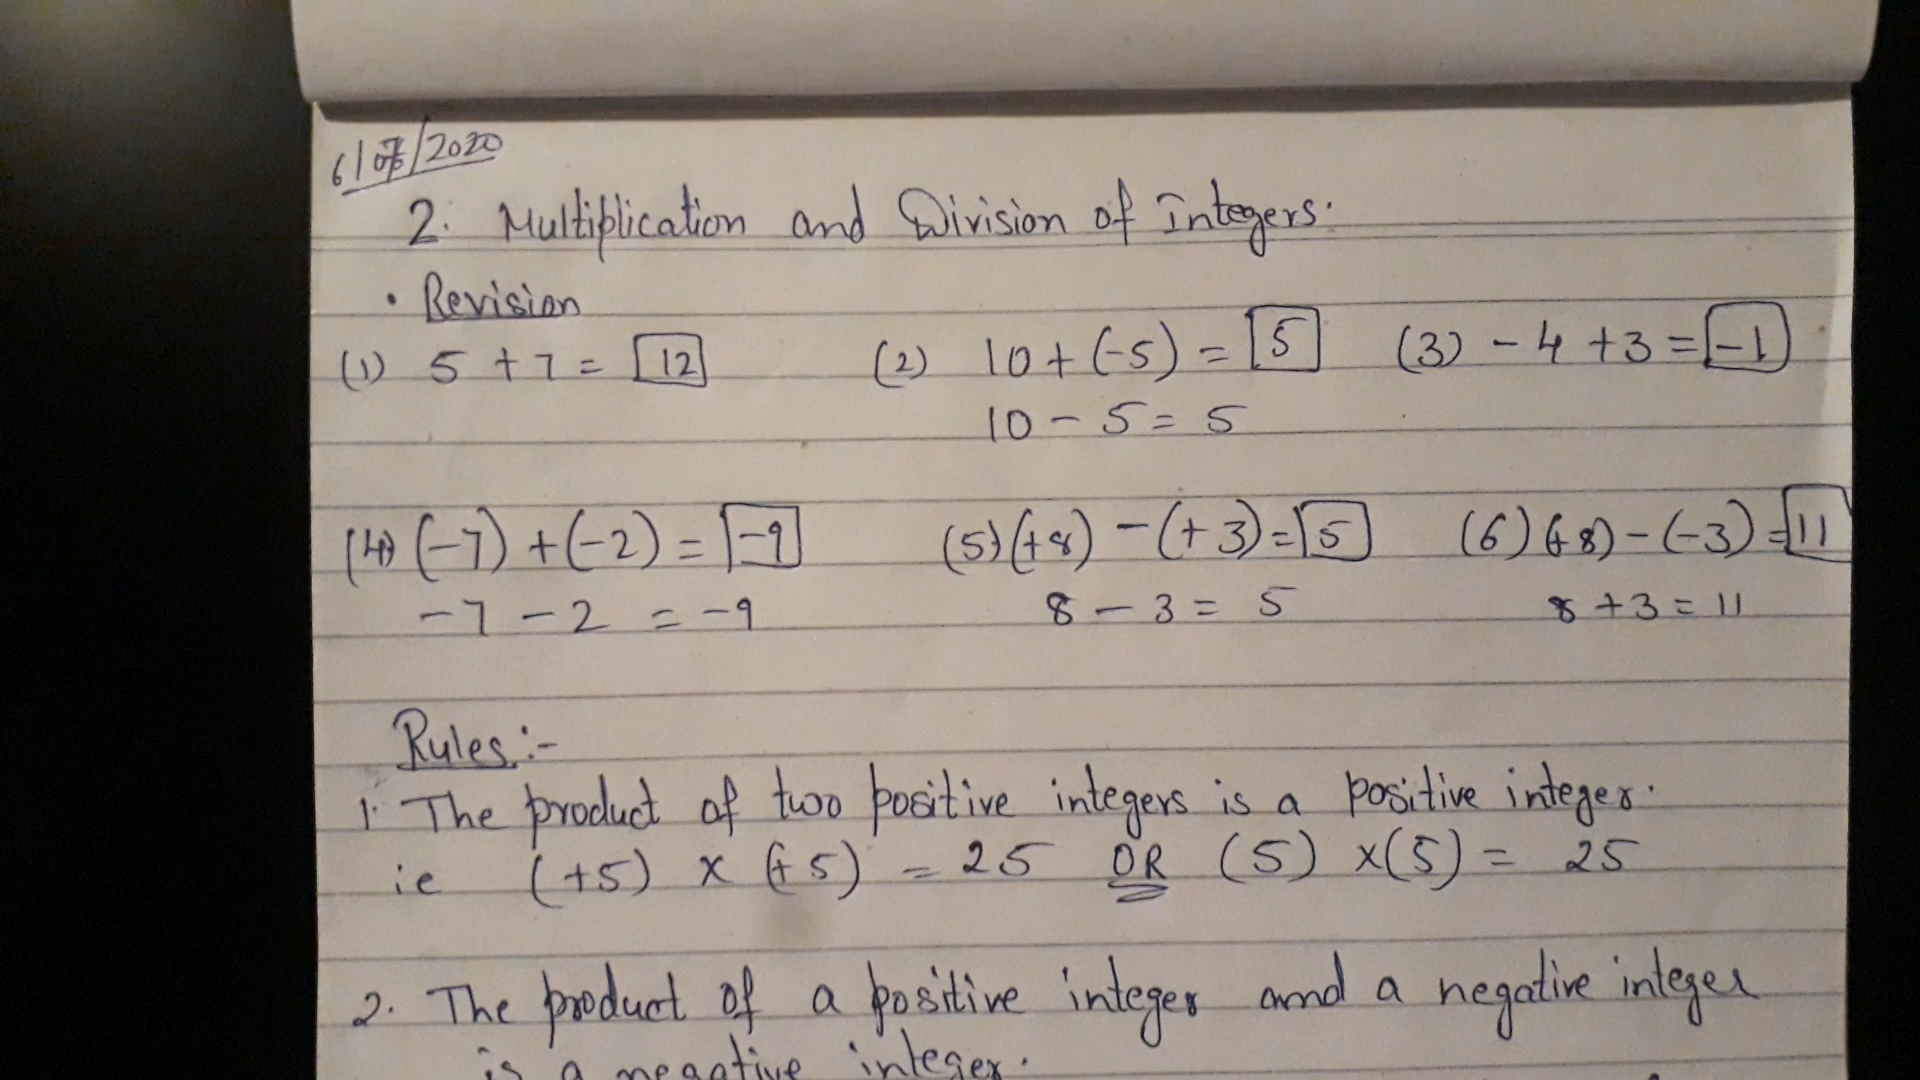 6/07/2020
2. Multiplication and Division of Integers.
• Revision
(1) 5 + 7 = 12 (2) 10 + (-5) = 5 (3) - 4 + 3 = -1
10 - 5 = 5
(4) (-7) + (-2) = -9 (5) (+8) - (+3) = 5 (6) (+8) - (-3) = 11
-7 - 2 = -9 8 - 3 = 5 8 + 3 = 11
Rules :-
1. The product of two positive integers is a positive integer.
ie (+5) x (+5) = 25 OR (5) x (5) = 25
2. The product of a positive integer and a negative integer
is a negative integer.